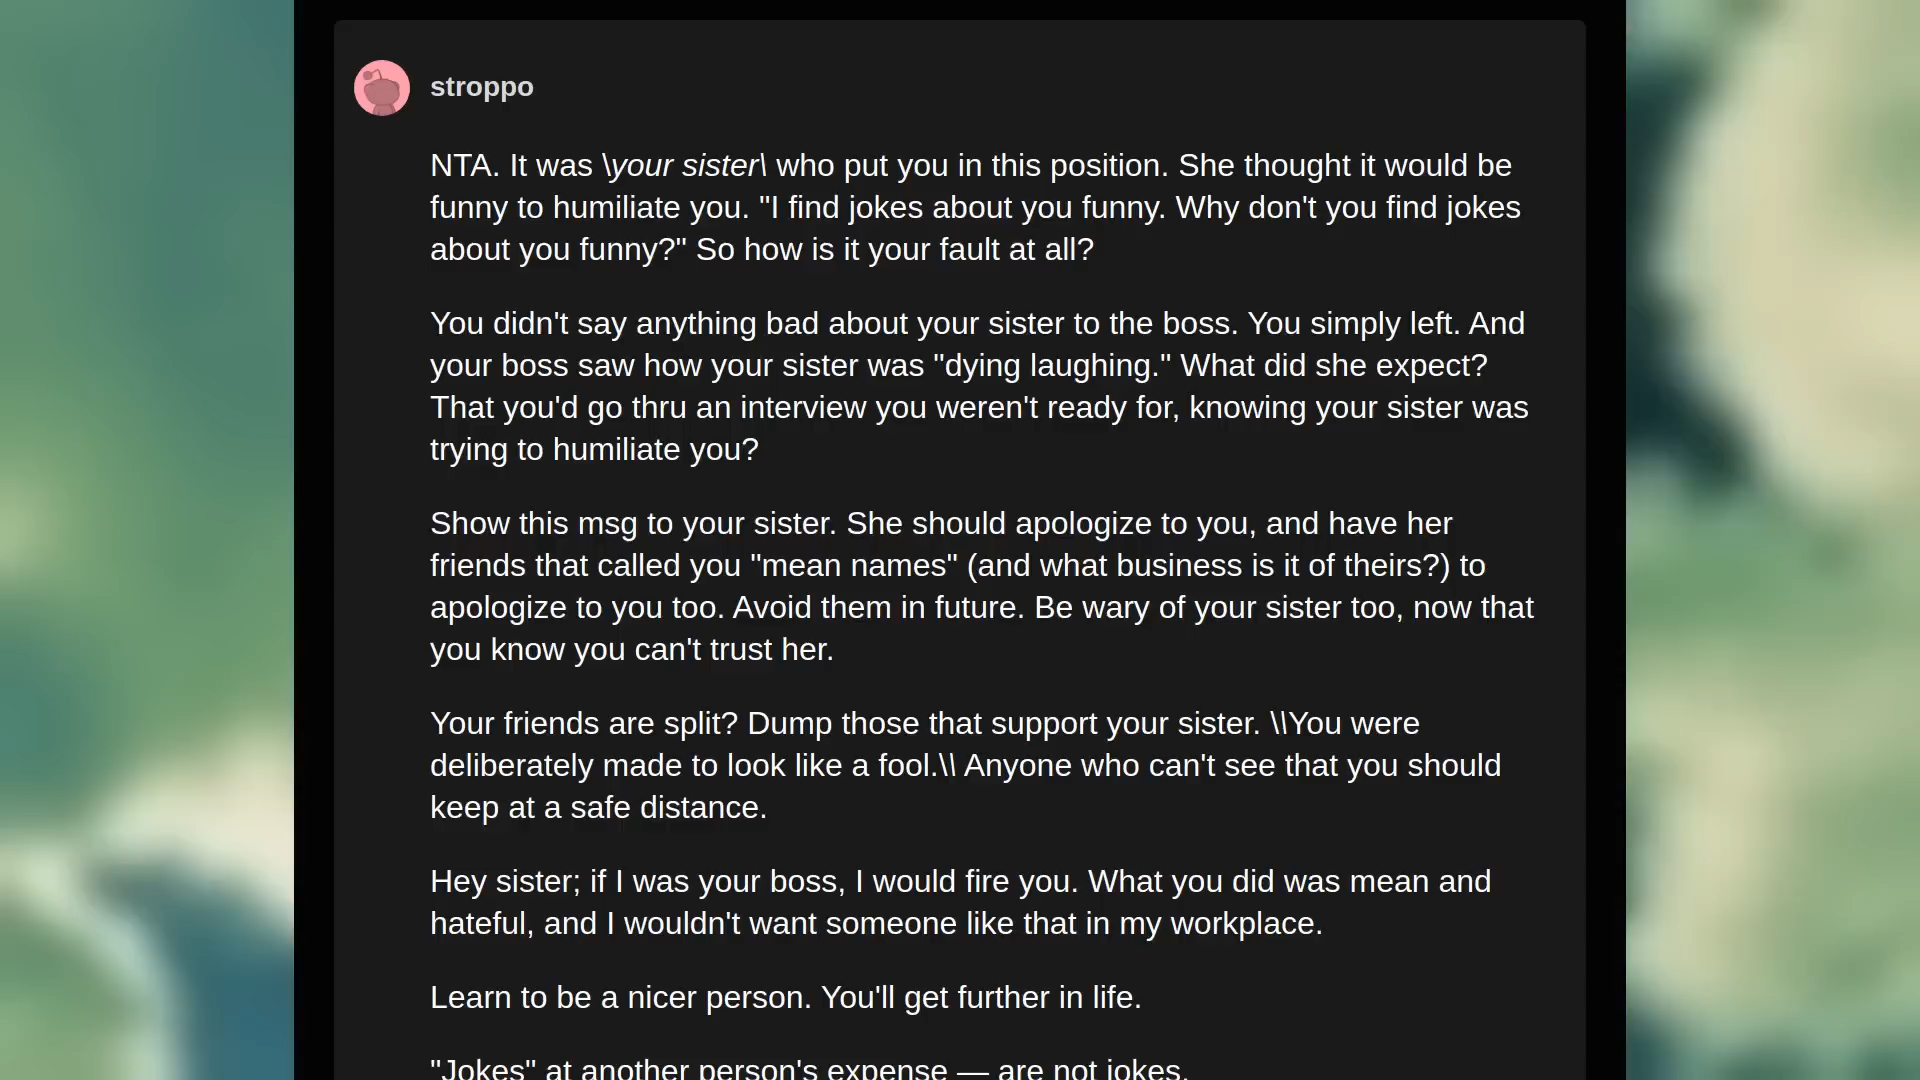 stroppo
NTA. It was \your sister\ who put you in this position. She thought it would be
funny to humiliate you. "I find jokes about you funny. Why don't you find jokes
about you funny?" So how is it your fault at all?
You didn't say anything bad about your sister to the boss. You simply left. And
your boss saw how your sister was "dying laughing." What did she expect?
That you'd go thru an interview you weren't ready for, knowing your sister was
trying to humiliate you?
Show this msg to your sister. She should apologize to you, and have her
friends that called you "mean names" (and what business is it of theirs?) to
apologize to you too. Avoid them in future. Be wary of your sister too, now that
you know you can't trust her.
Your friends are split? Dump those that support your sister. \\You were
deliberately made to look like a fool.\\ Anyone who can't see that you should
keep at a safe distance.
Hey sister; if I was your boss, I would fire you. What you did was mean and
hateful, and I wouldn't want someone like that in my workplace.
Learn to be a nicer person. You'll get further in life.
"Jokes" at another person's expense — are not jokes.